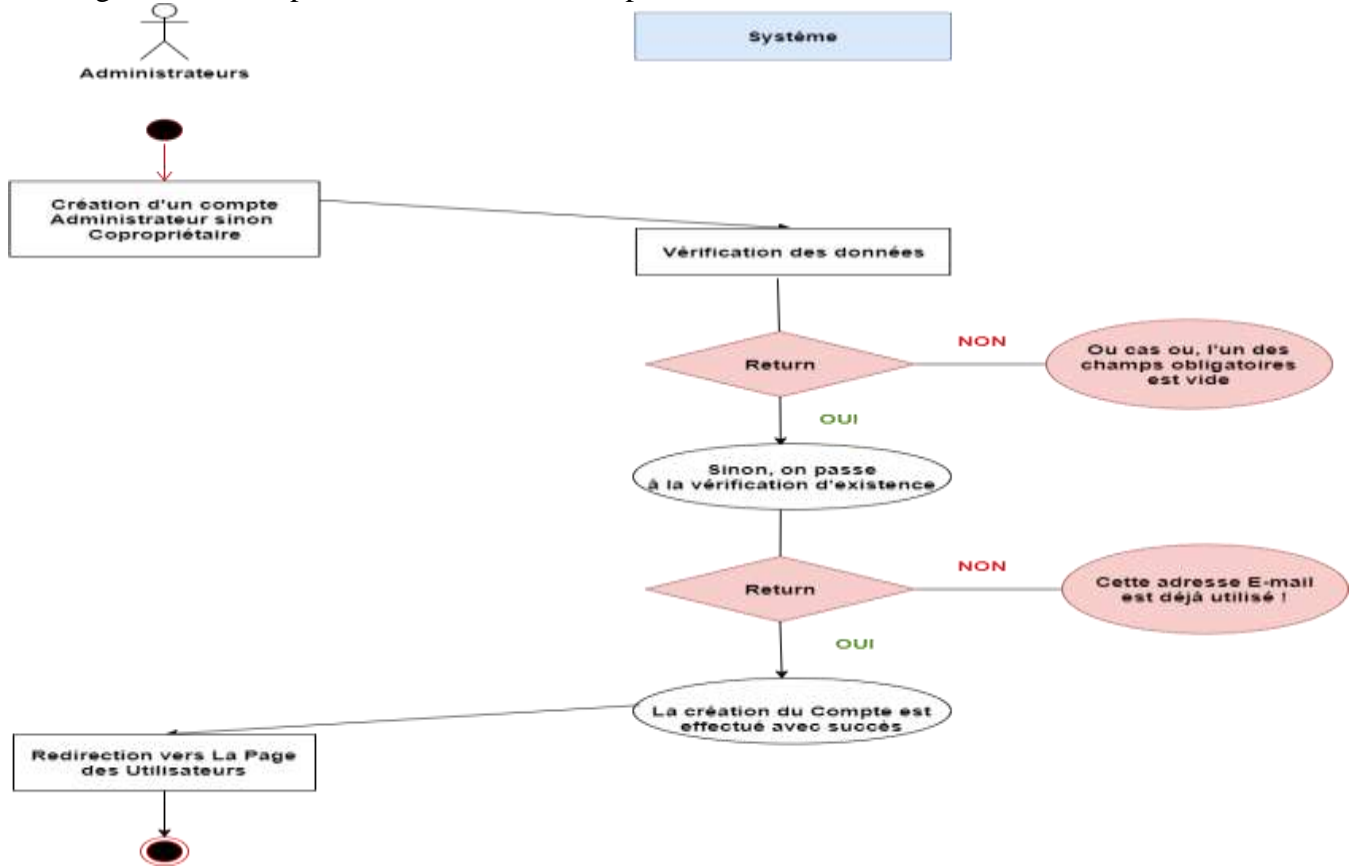 Système
Administrateurs
Création d'un compte
Administrateur sinon
Copropriétaire
Vérification des données
Return
NON
Ou cas ou, l'un des
champs obligatoires
est vide
OUI
Sinon, on passe
à la vérification d'existence
Return
NON
Cette adresse E-mail
est déjà utilisé !
OUI
La création du Compte est
effectué avec succès
Redirection vers La Page
des Utilisateurs